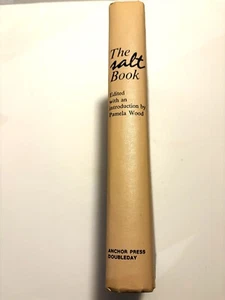 The
salt
Book
Edited
with an
introduction by
Pamela Wood
ANCHOR PRESS
DOUBLEDAY